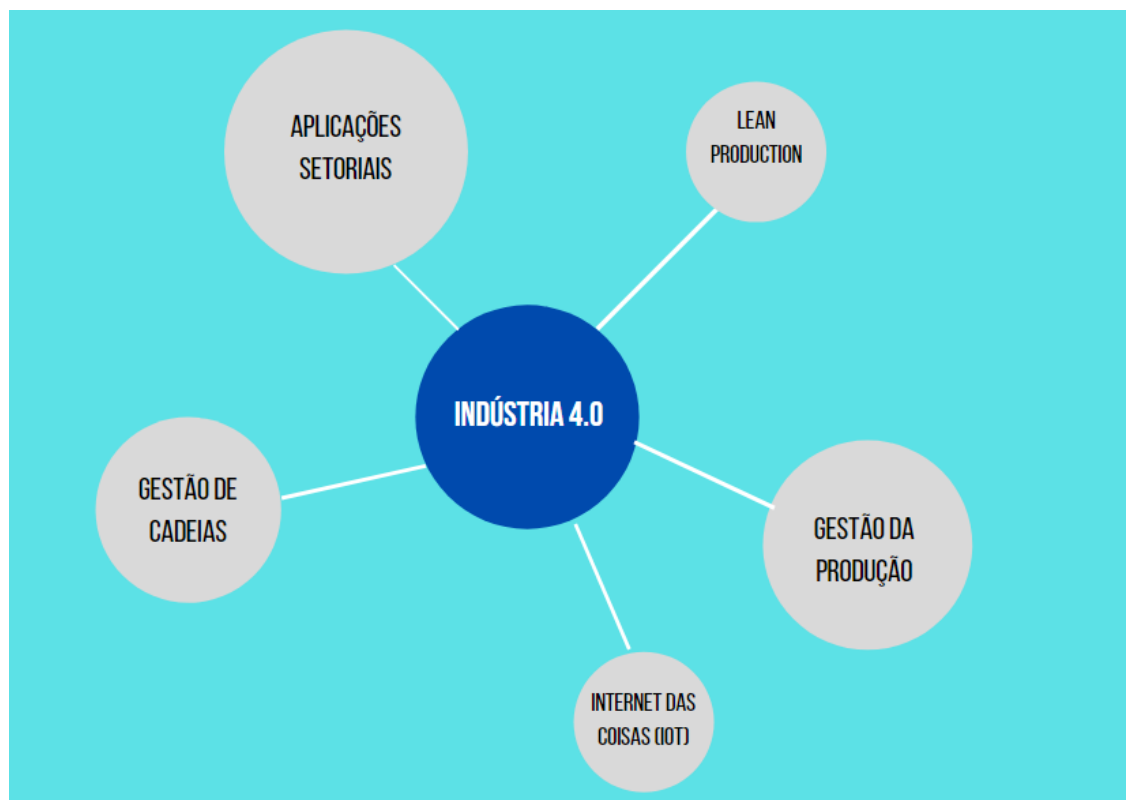 APLICAÇÕES
SETORIAIS
LEAN
PRODUCTION
INDÚSTRIA 4.0
GESTÃO DE
CADEIAS
GESTÃO DA
PRODUÇÃO
INTERNET DAS
COISAS (IOT)